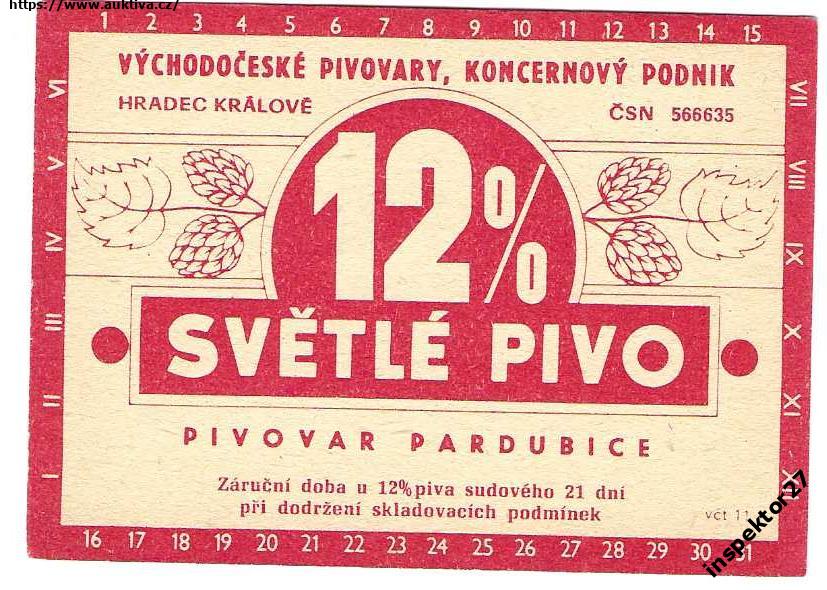 https://www.auktiva.cz/
1 2 3 4 5 6 7 8 9 10 11 12 13 14 15
VÝCHODOČESKÉ PIVOVARY, KONCERNOVÝ PODNIK
HRADEC KRÁLOVÉ
ČSN 566635
VI
V
IV
III
II
I
VII
VIII
IX
X
XI
12%
SVĚTLÉ PIVO
PIVOVAR PARDUBICE
Záruční doba u 12% piva sudového 21 dní
při dodržení skladovacích podmínek
včt 11
16 17 18 19 20 21 22 23 24 25 26 27 28 29 30 31
inspektor27